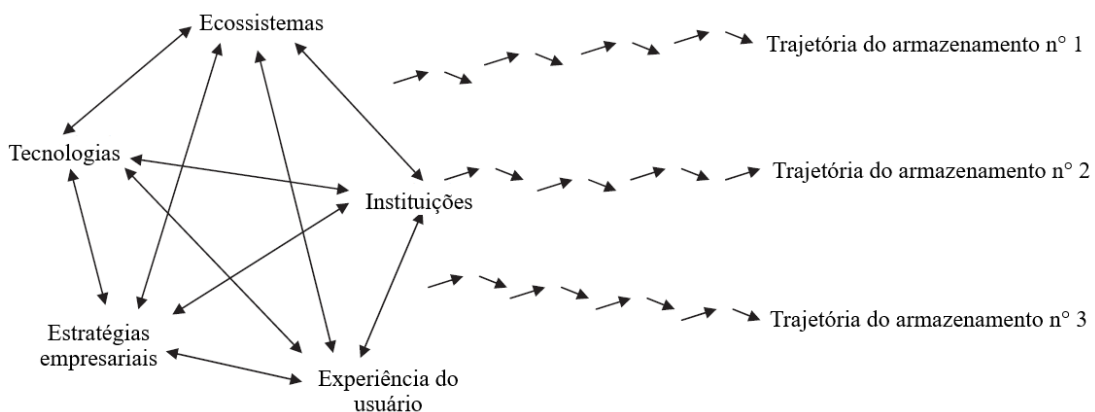 Ecossistemas
Trajetória do armazenamento n° 1
Tecnologias
Trajetória do armazenamento n° 2
Instituições
Trajetória do armazenamento n° 3
Estratégias
empresariais
Experiência do
usuário